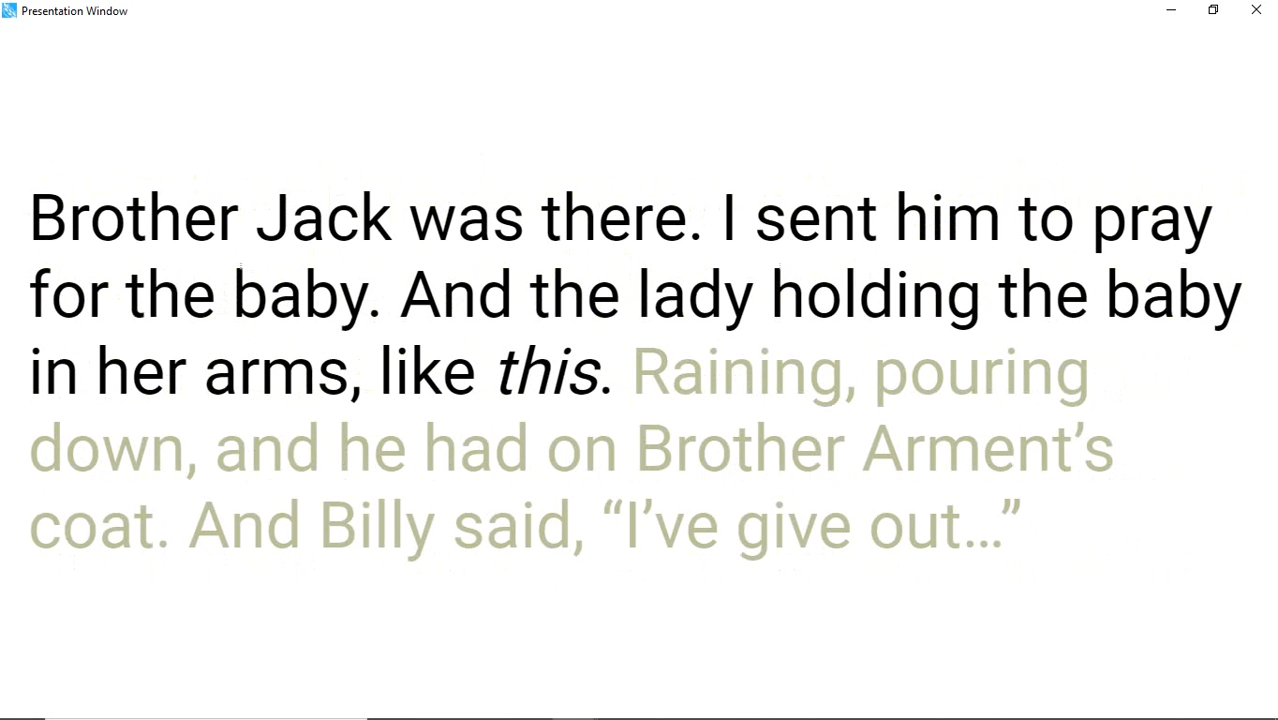 Presentation Window
Brother Jack was there. I sent him to pray
for the baby. And the lady holding the baby
in her arms, like this. Raining, pouring
down, and he had on Brother Arment’s
coat. And Billy said, “I’ve give out…”